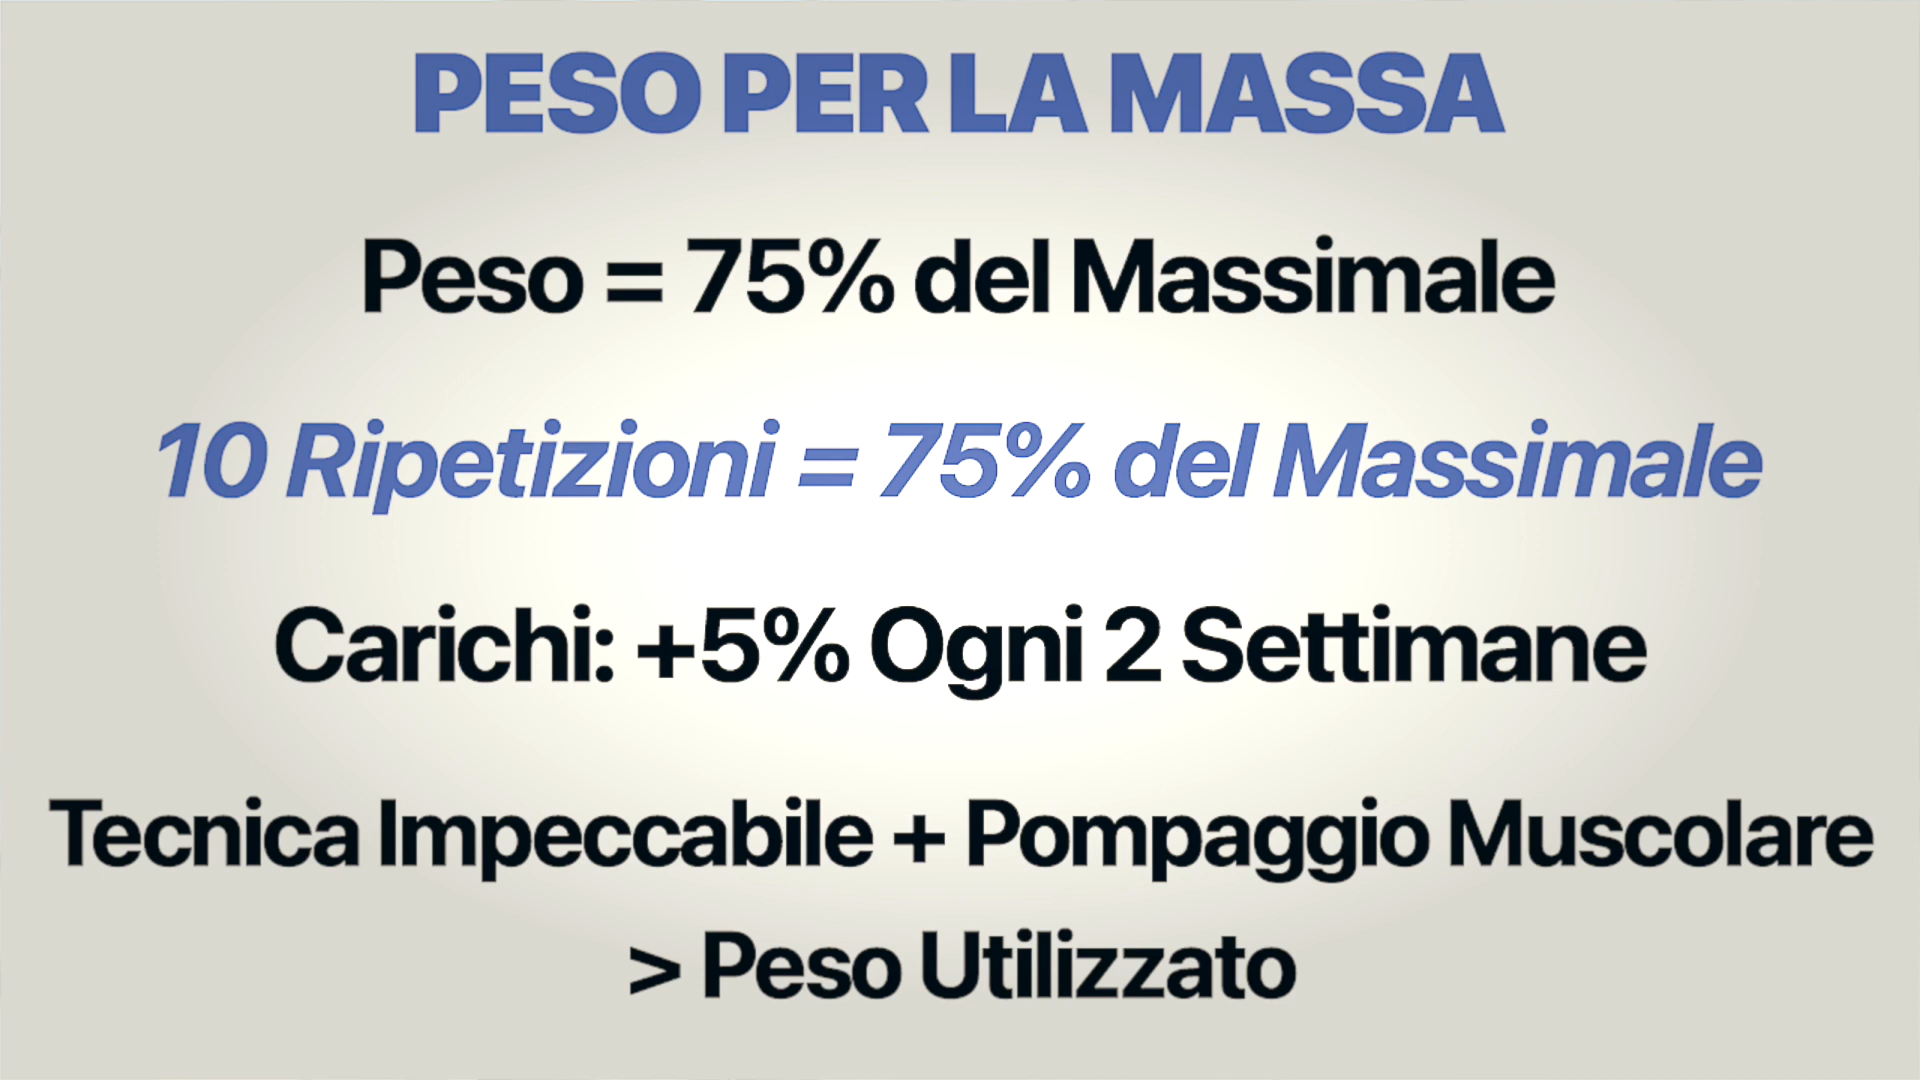 PESO PER LA MASSA
Peso = 75% del Massimale
10 Ripetizioni = 75% del Massimale
Carichi: +5% Ogni 2 Settimane
Tecnica Impeccabile + Pompaggio Muscolare
> Peso Utilizzato